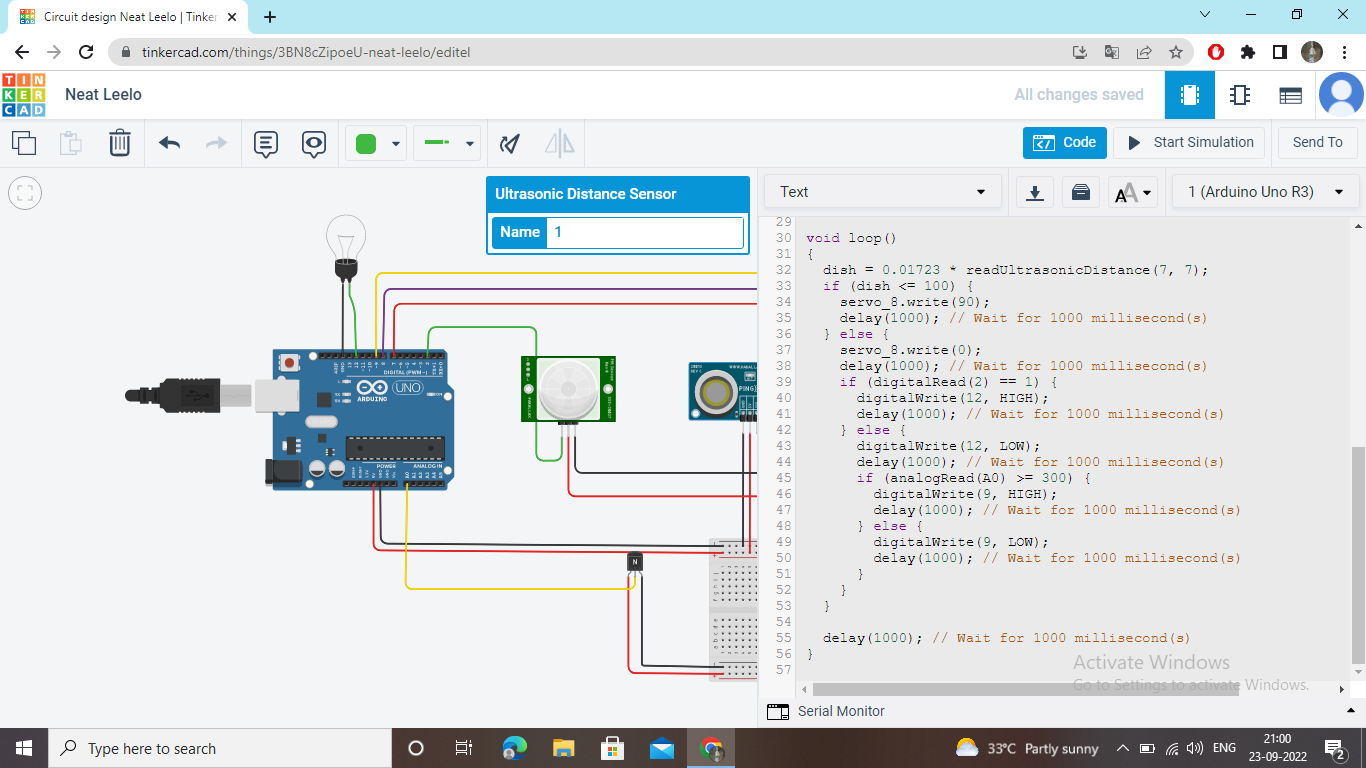 Circuit design Neat Leelo | Tinker
tinkercad.com/things/3BN8cZipoeU-neat-leelo/editel
TIN
KER
CAD
Neat Leelo
All changes saved
Code
Start Simulation
Send To
Ultrasonic Distance Sensor
Name 1
Text
1 (Arduino Uno R3)
29
30 void loop()
31 {
32 dish = 0.01723 * readUltrasonicDistance(7, 7);
33 if (dish <= 100) {
34 servo_8.write(90);
35 delay(1000); // Wait for 1000 millisecond(s)
36 } else {
37 servo_8.write(0);
38 delay(1000); // Wait for 1000 millisecond(s)
39 if (digitalRead(2) == 1) {
40 digitalWrite(12, HIGH);
41 delay(1000); // Wait for 1000 millisecond(s)
42 } else {
43 digitalWrite(12, LOW);
44 delay(1000); // Wait for 1000 millisecond(s)
45 if (analogRead(A0) >= 300) {
46 digitalWrite(9, HIGH);
47 delay(1000); // Wait for 1000 millisecond(s)
48 } else {
49 digitalWrite(9, LOW);
50 delay(1000); // Wait for 1000 millisecond(s)
51 }
52 }
53 }
54
55 delay(1000); // Wait for 1000 millisecond(s)
56 }
57
DIGITAL (PWM~)
UNO
ARDUINO
POWER
ANALOG IN
PING
N
Activate Windows
Go to Settings to activate Windows.
Serial Monitor
Type here to search
33°C Partly sunny
ENG
21:00
23-09-2022
2